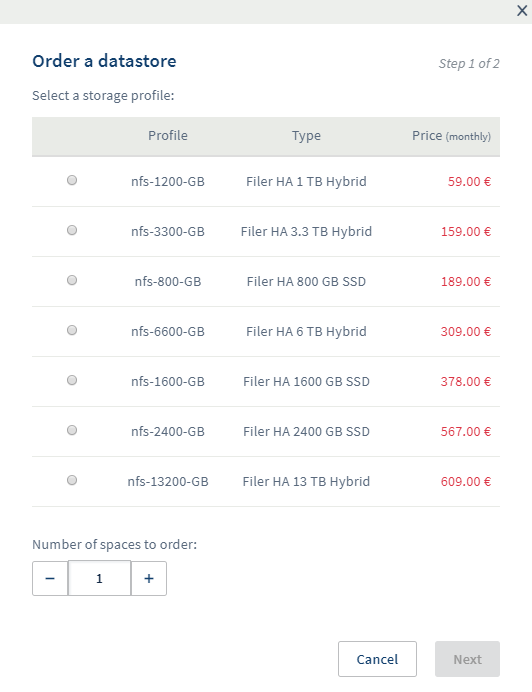 Order a datastore
Step 1 of 2
Select a storage profile:
Profile Type Price (monthly)
nfs-1200-GB Filer HA 1 TB Hybrid 59.00 €
nfs-3300-GB Filer HA 3.3 TB Hybrid 159.00 €
nfs-800-GB Filer HA 800 GB SSD 189.00 €
nfs-6600-GB Filer HA 6 TB Hybrid 309.00 €
nfs-1600-GB Filer HA 1600 GB SSD 378.00 €
nfs-2400-GB Filer HA 2400 GB SSD 567.00 €
nfs-13200-GB Filer HA 13 TB Hybrid 609.00 €
Number of spaces to order:
− 1 +
Cancel Next